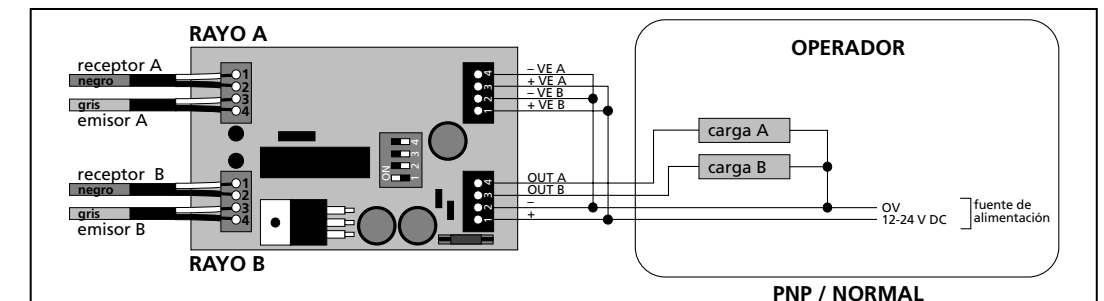 RAYO A
OPERADOR
receptor A
negro
gris
emisor A
1
2
3
4
4
3
2
1
– VE A
+ VE A
– VE B
+ VE B
ON
1 2 3 4
carga A
carga B
receptor B
negro
gris
emisor B
1
2
3
4
4
3
2
1
OUT A
OUT B
–
+
OV
12-24 V DC
fuente de
alimentación
RAYO B
PNP / NORMAL